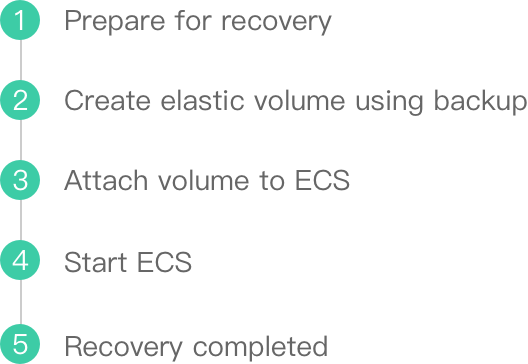 1 Prepare for recovery
2 Create elastic volume using backup
3 Attach volume to ECS
4 Start ECS
5 Recovery completed